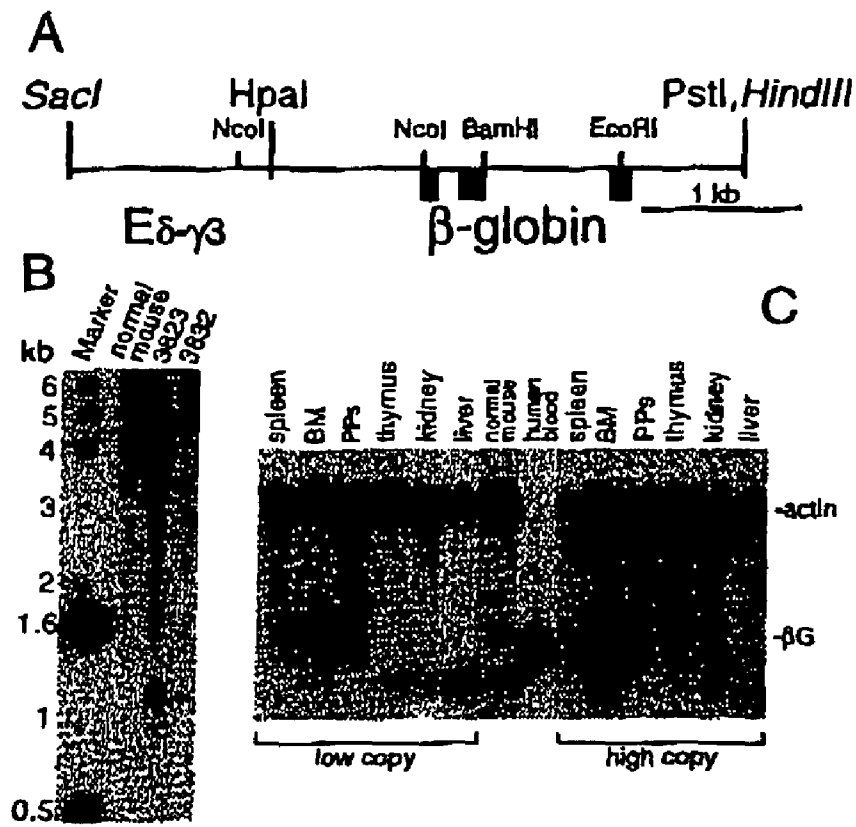 A
SacI HpaI PstI,HindIII
NcoI NcoI BamHI EcoRI
1 kb
Eδ-γ3 β-globin
B
Marker
normal
mouse
3823
3832
kb
6
5
4
3
2
1.6
1
0.5
C
spleen
BM
PPs
thymus
kidney
liver
normal
mouse
human
blood
spleen
BM
PPs
thymus
kidney
liver
-actin
-βG
low copy high copy